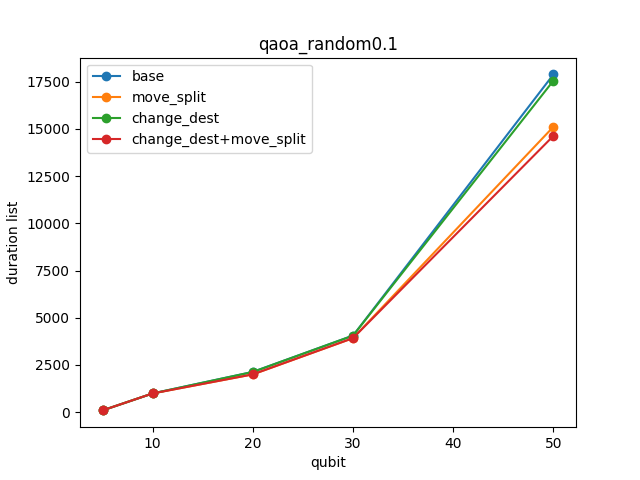 qaoa_random0.1
base
move_split
change_dest
change_dest+move_split
duration list
17500
15000
12500
10000
7500
5000
2500
0
10
20
30
40
50
qubit